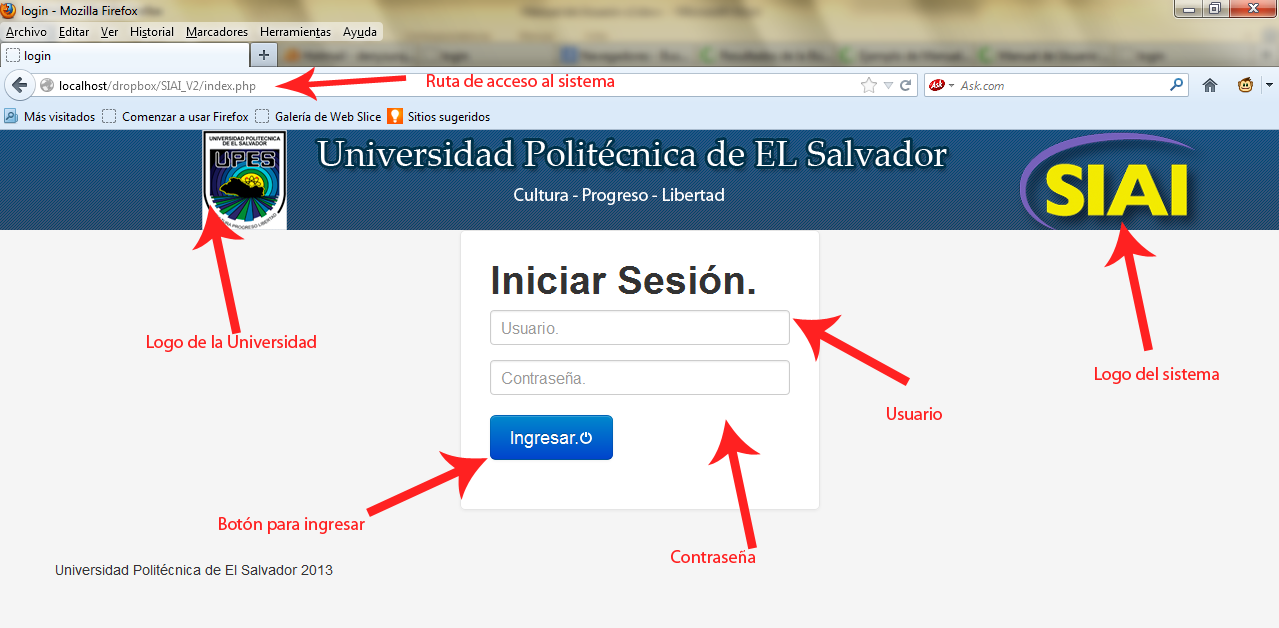 login - Mozilla Firefox
Archivo Editar Ver Historial Marcadores Herramientas Ayuda
login
localhost/dropbox/SIAI_V2/index.php
Ruta de acceso al sistema
Ask.com
Más visitados Comenzar a usar Firefox Galería de Web Slice Sitios sugeridos
UNIVERSIDAD POLITECNICA
DE EL SALVADOR
UPES
Universidad Politécnica de EL Salvador
Cultura - Progreso - Libertad
SIAI
Iniciar Sesión.
Usuario.
Contraseña.
Ingresar.
Logo de la Universidad
Logo del sistema
Usuario
Botón para ingresar
Contraseña
Universidad Politécnica de El Salvador 2013